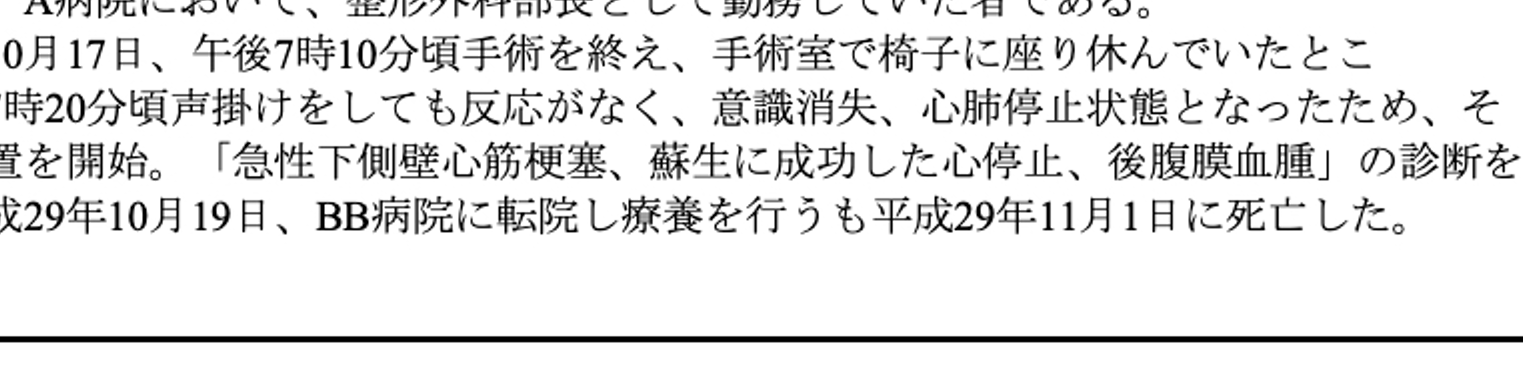 A病院において、整形外科部長として勤務していた者である。
0月17日、午後7時10分頃手術を終え、手術室で椅子に座り休んでいたとこ
時20分頃声掛けをしても反応がなく、意識消失、心肺停止状態となったため、そ
置を開始。「急性下側壁心筋梗塞、蘇生に成功した心停止、後腹膜血腫」の診断を
成29年10月19日、BB病院に転院し療養を行うも平成29年11月1日に死亡した。